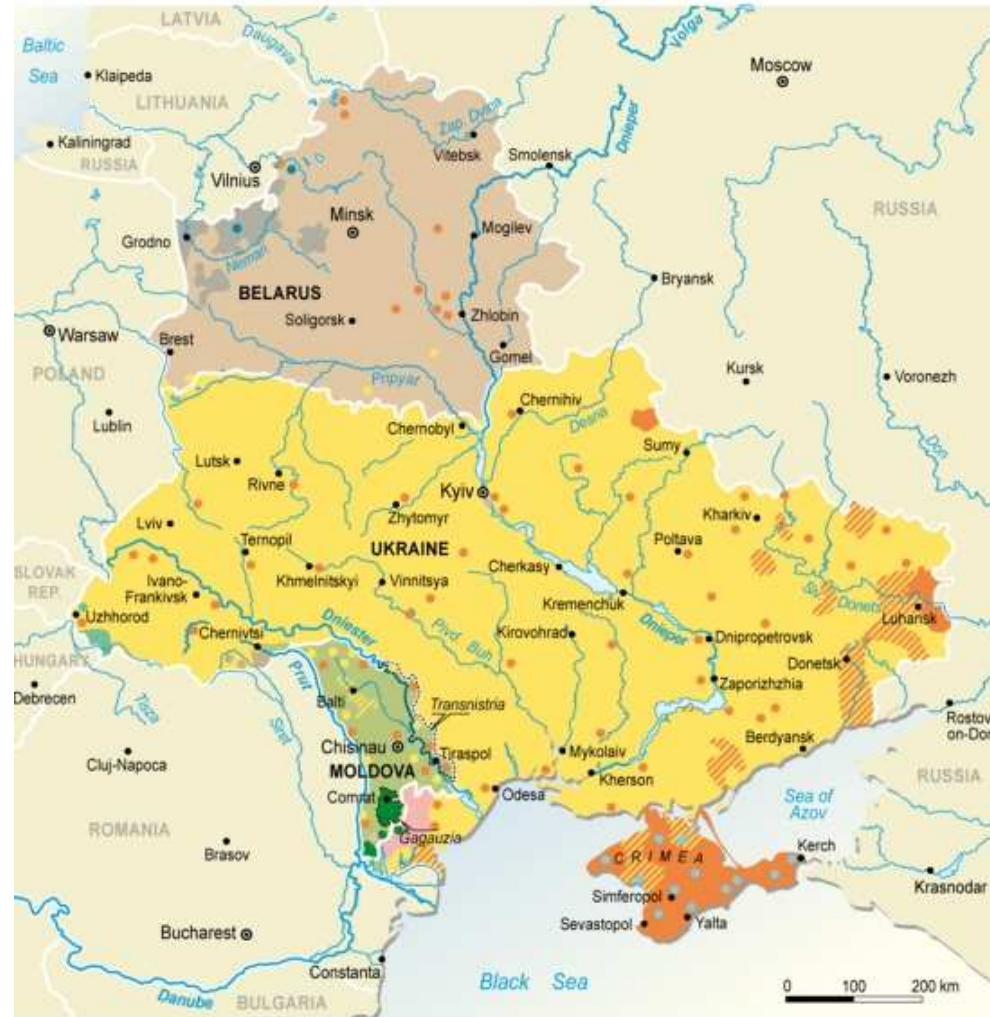 LATVIA
Baltic
Sea
Daugava
Volga
Klaipeda
Moscow
LITHUANIA
Zap. Dvina
Dnieper
Kaliningrad
RUSSIA
Vitebsk
Smolensk
Vilnius
RUSSIA
Minsk
Grodno
Mogilev
Neman
Bryansk
BELARUS
Soligorsk
Zhlobin
Warsaw
Brest
Gomel
POLAND
Kursk
Voronezh
Pripyat
Chernihiv
Lublin
Desna
Chernobyl
Sumy
Don
Lutsk
Rivne
Kyiv
Zhytomyr
Kharkiv
Lviv
Ternopil
UKRAINE
Poltava
SLOVAK
REP.
Khmelnitskyi
Vinnitsya
Cherkasy
Ivano-
Frankivsk
Kremenchuk
Donets
Luhansk
Uzhhorod
Dniester
Pivd. Buh
Kirovohrad
Dnieper
Chernivtsi
Dnipropetrovsk
HUNGARY
Prut
Donetsk
Debrecen
Tisza
Balti
Transnistria
Zaporizhzhia
Siret
Rostov-
on-Don
Chisinau
Tiraspol
Mykolaiv
Berdyansk
Cluj-Napoca
MOLDOVA
Kherson
RUSSIA
Comrat
Odesa
Sea of
Azov
ROMANIA
Gagauzia
Brasov
CRIMEA
Kerch
Krasnodar
Simferopol
Bucharest
Sevastopol
Yalta
Constanta
Black Sea
0 100 200 km
Danube
BULGARIA